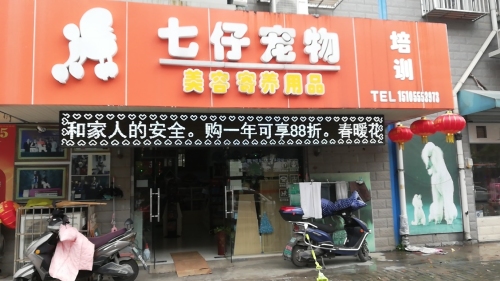 七仔宠物
美容寄养用品
培训
TEL 15105553973
和家人的安全。购一年可享88折。春暖花